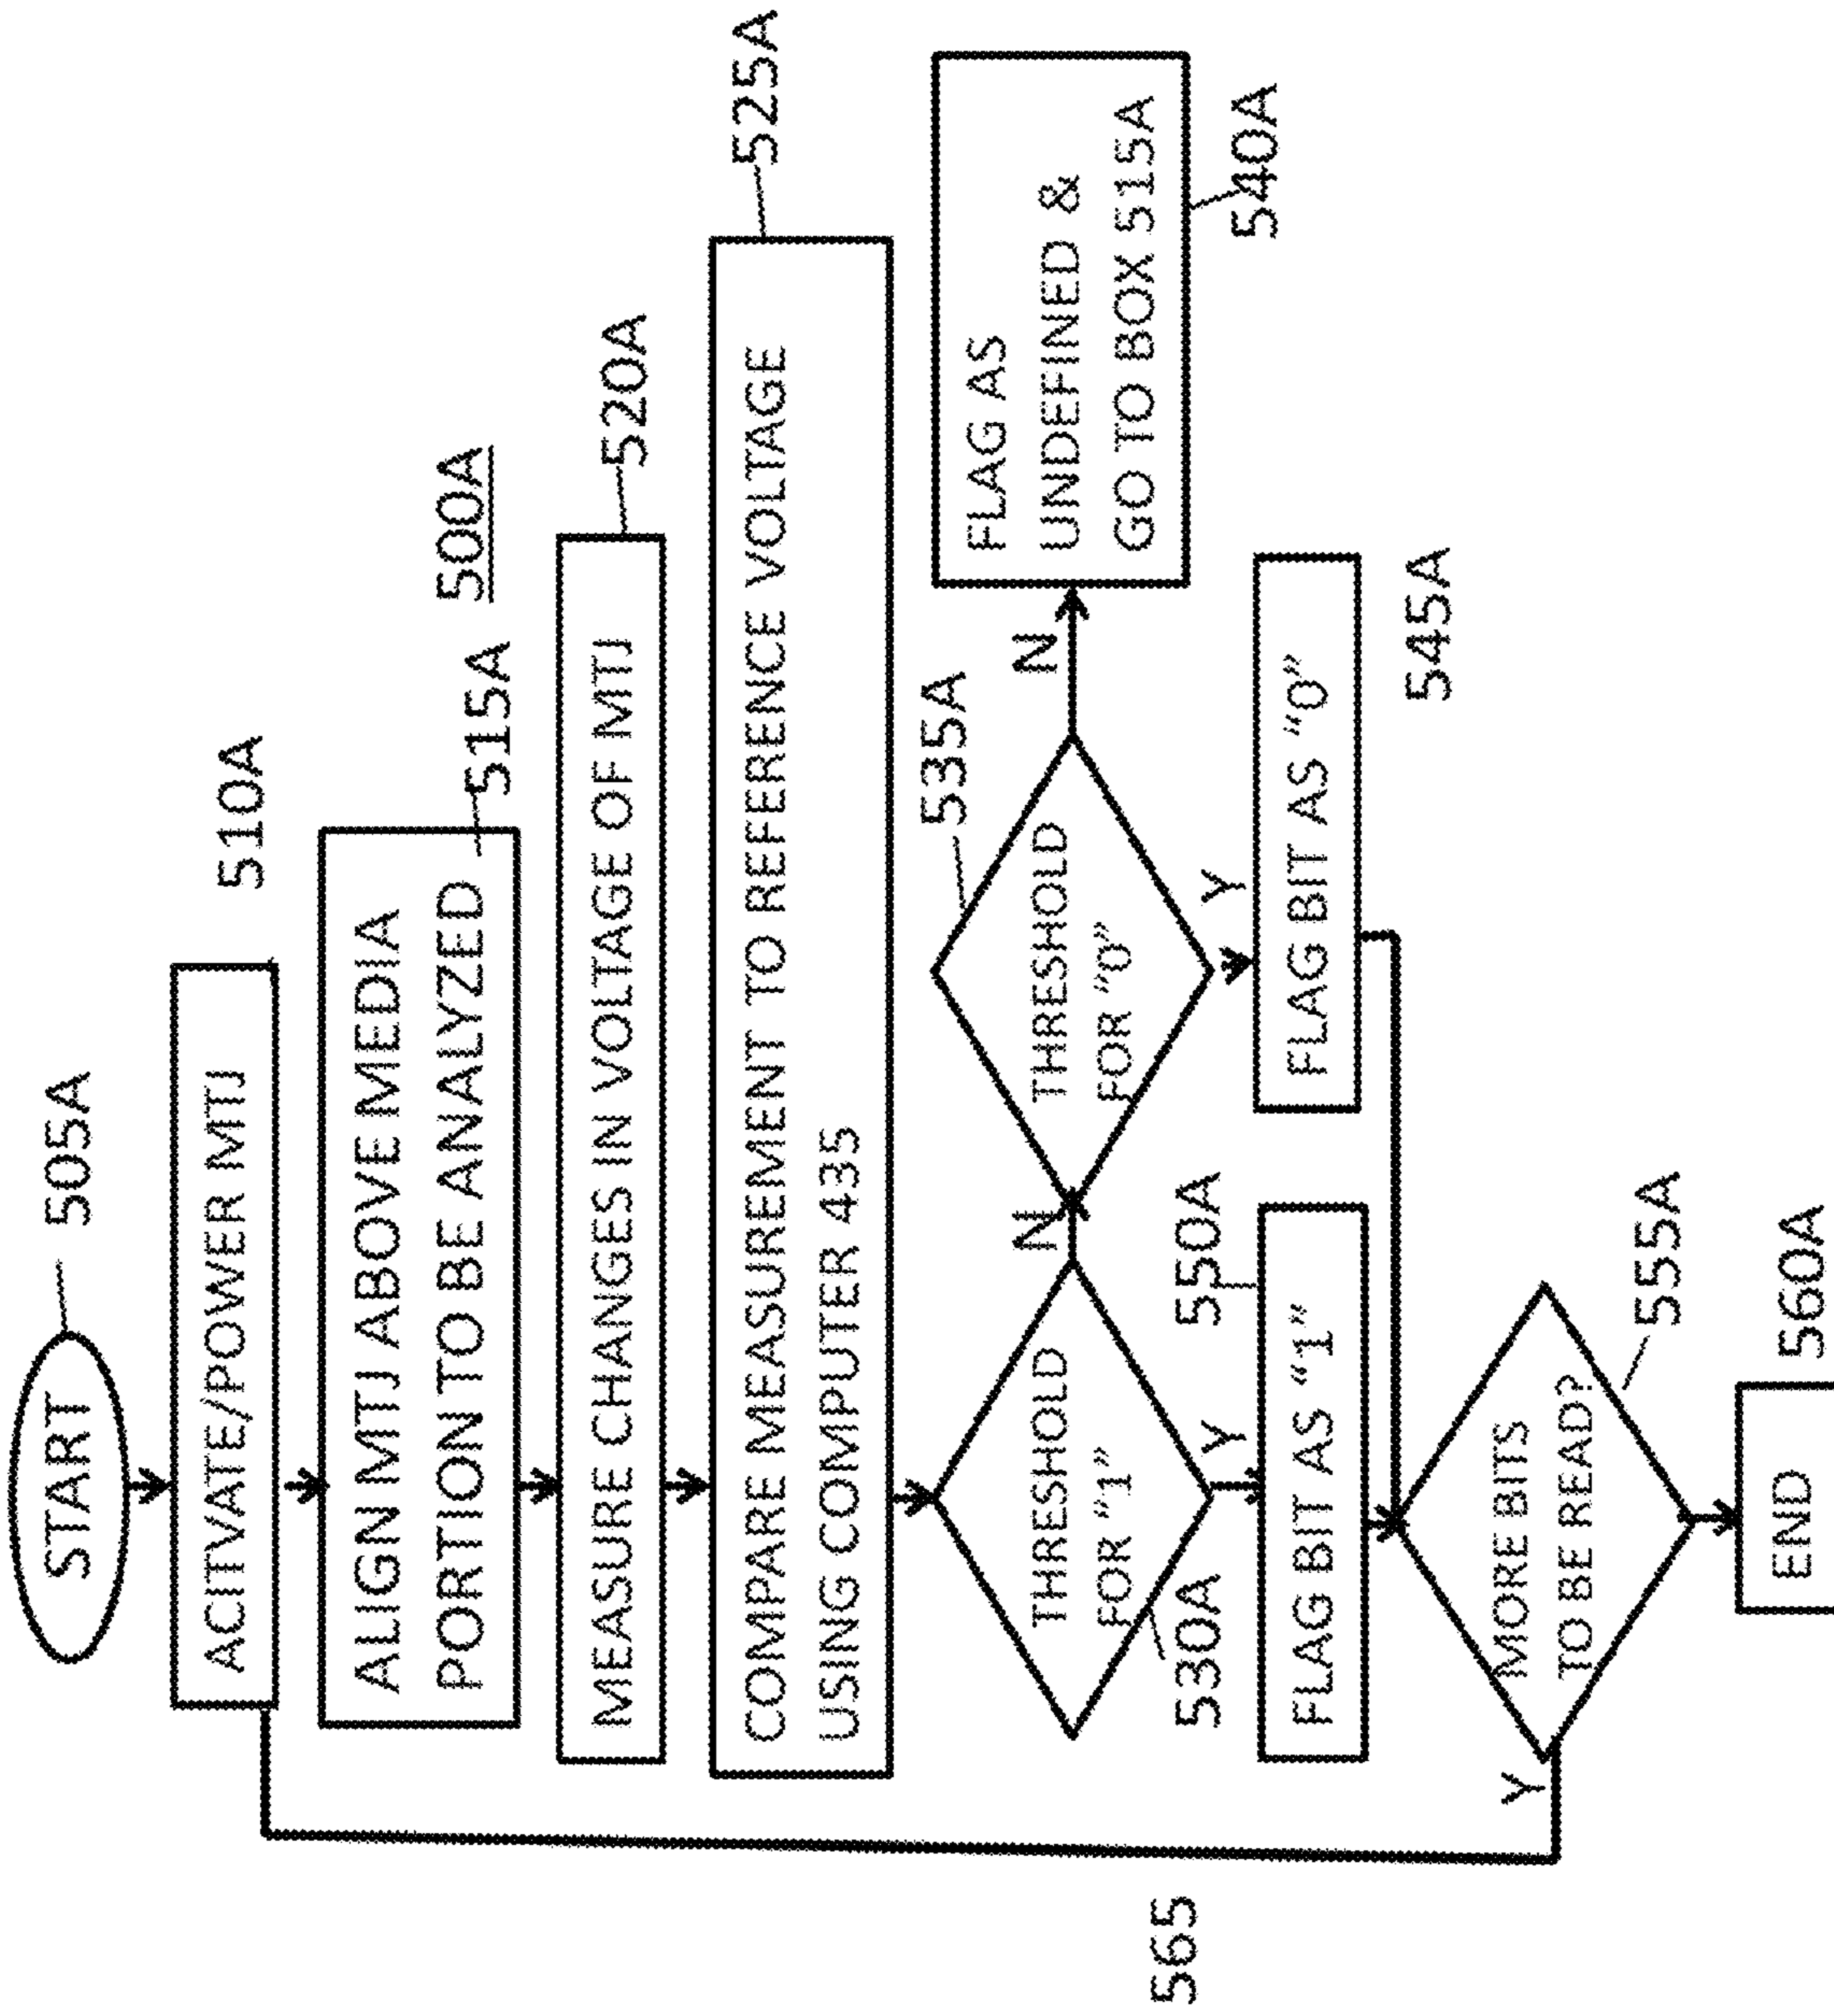 START
505A
ACITVATE/POWER MTJ
510A
500A
ALIGN MTJ ABOVE MEDIA
PORTION TO BE ANALYZED
515A
MEASURE CHANGES IN VOLTAGE OF MTJ
520A
COMPARE MEASUREMENT TO REFERENCE VOLTAGE
USING COMPUTER 435
525A
THRESHOLD
FOR "1"
530A
N
Y
THRESHOLD
FOR "0"
535A
N
Y
FLAG AS
UNDEFINED &
GO TO BOX 515A
540A
FLAG BIT AS "1"
550A
FLAG BIT AS "0"
545A
MORE BITS
TO BE READ?
555A
Y
565
END
560A